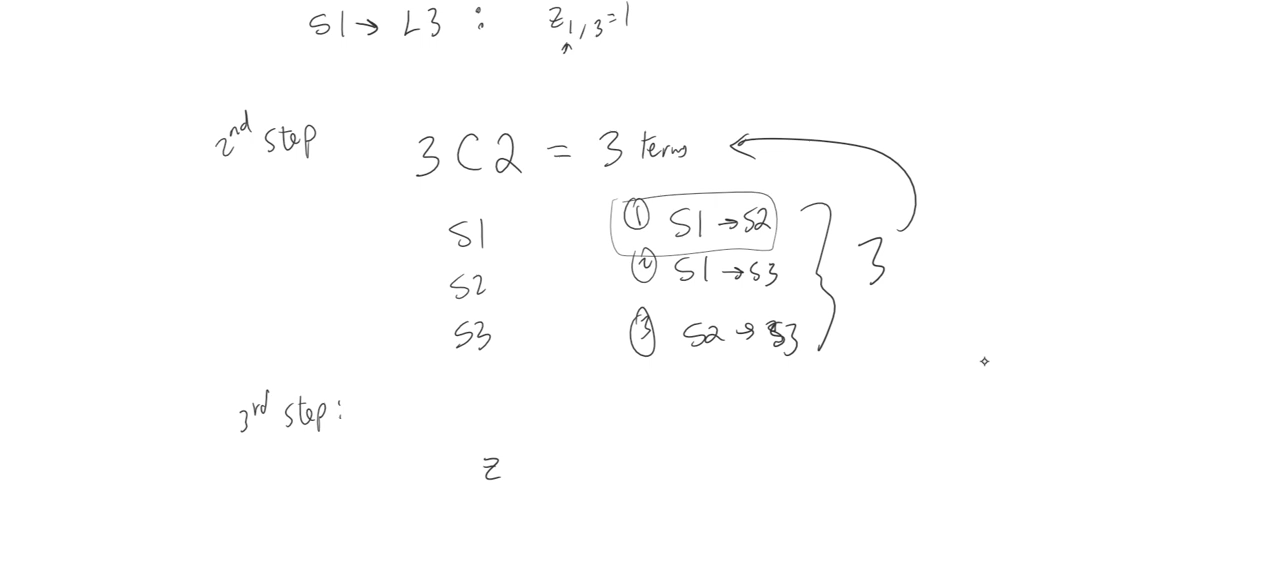 S1 → L3 : z₁,₃=1
2nd step 3C2 = 3 terms
S1 ① S1 → S2
S2 ② S1 → S3
S3 ③ S2 → S3
3
3rd step:
z